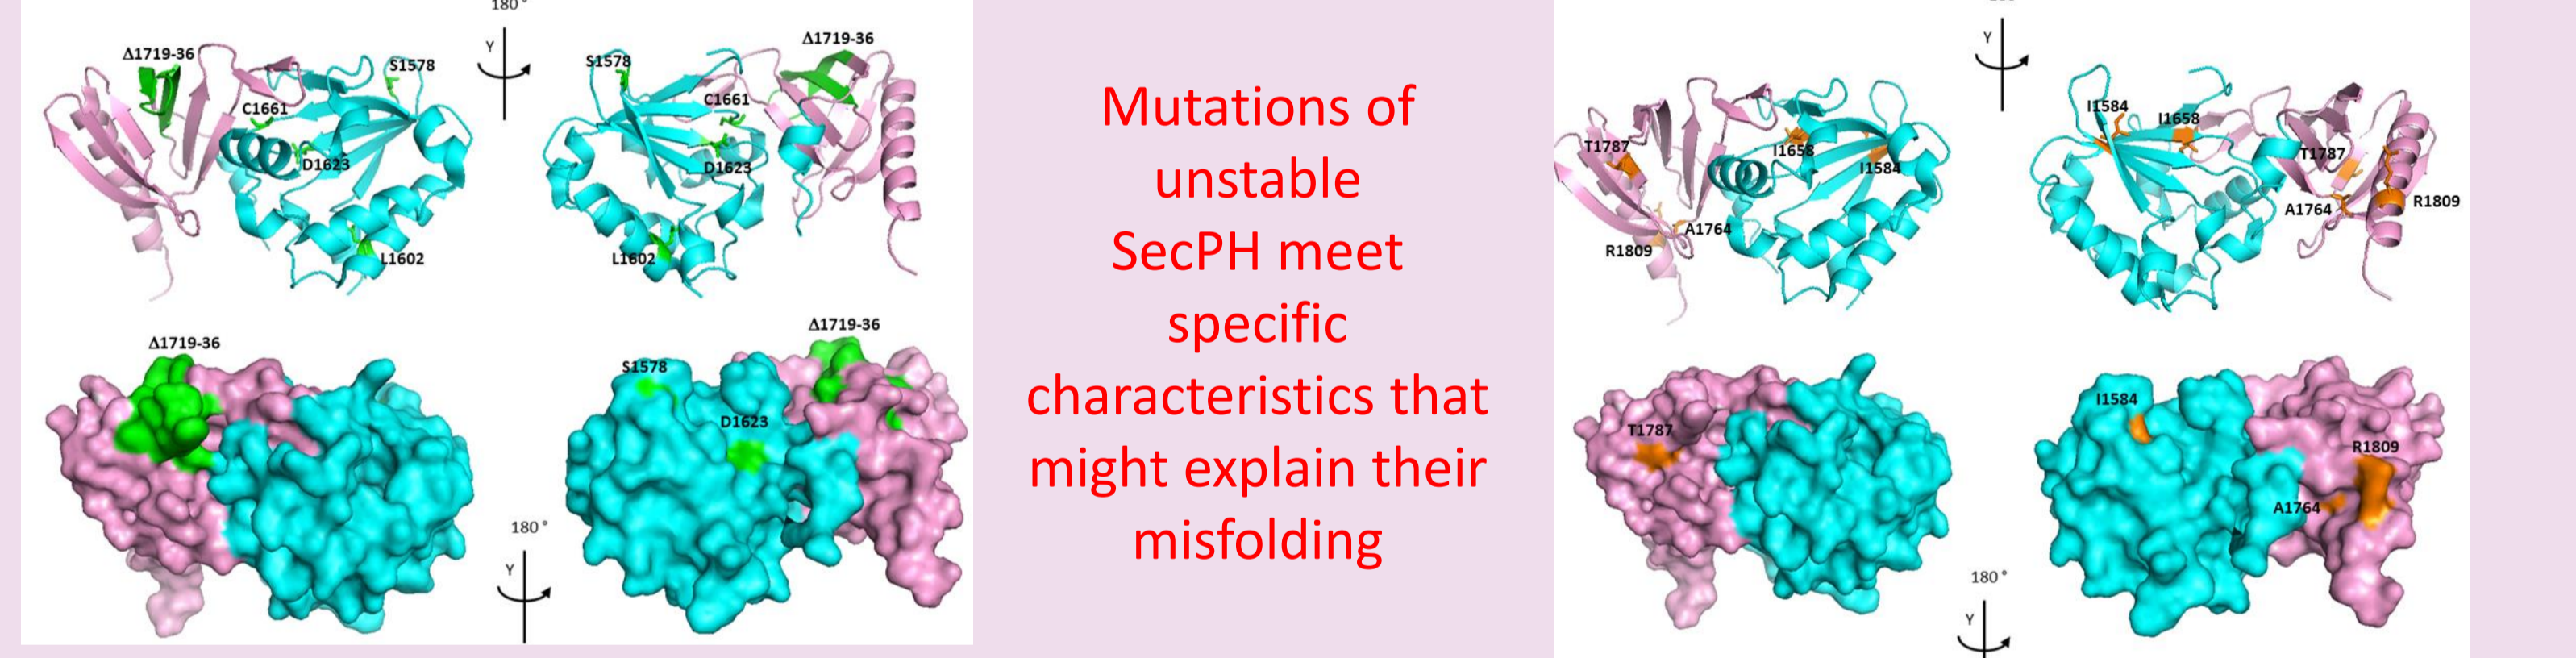 180°
Y
Δ1719-36
S1578
C1661
D1623
L1602
S1578
Δ1719-36
C1661
D1623
L1602
Δ1719-36
180°
Y
Δ1719-36
S1578
D1623
Mutations of
unstable
SecPH meet
specific
characteristics that
might explain their
misfolding
Y
T1787
I1658
I1584
A1764
R1809
I1584
I1658
T1787
A1764
R1809
T1787
180°
Y
I1584
R1809
A1764